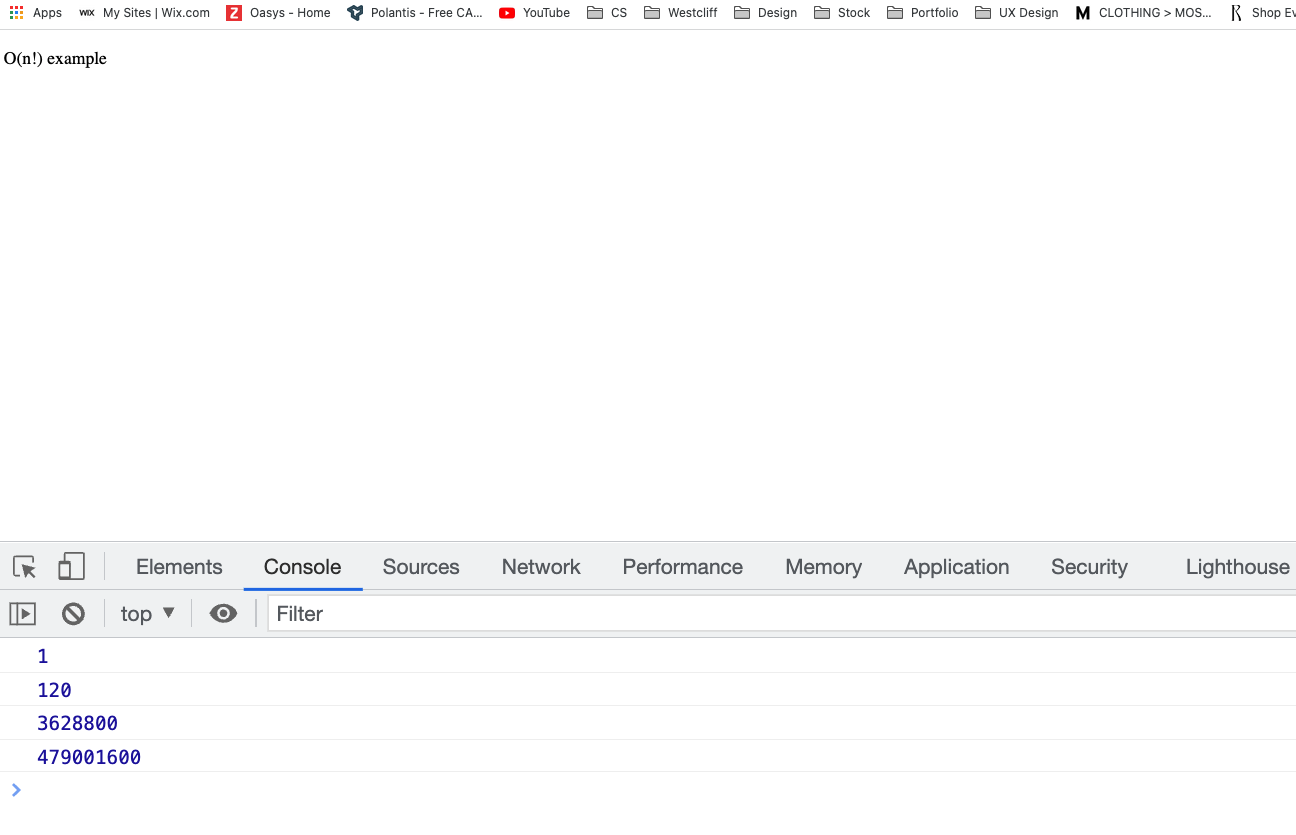 Apps WiX My Sites | Wix.com Z Oasys - Home Polantis - Free CA... YouTube CS Westcliff Design Stock Portfolio UX Design M CLOTHING > MOS... Shop Ev
O(n!) example
Elements Console Sources Network Performance Memory Application Security Lighthouse
top ▼ Filter
1
120
3628800
479001600